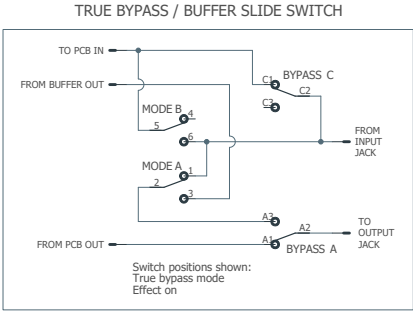 TRUE BYPASS / BUFFER SLIDE SWITCH
TO PCB IN
FROM BUFFER OUT
C1
BYPASS C
C2
C3
MODE B
4
5
6
FROM
INPUT
JACK
MODE A
1
2
3
A3
A2
TO
OUTPUT
JACK
FROM PCB OUT
A1
BYPASS A
Switch positions shown:
True bypass mode
Effect on